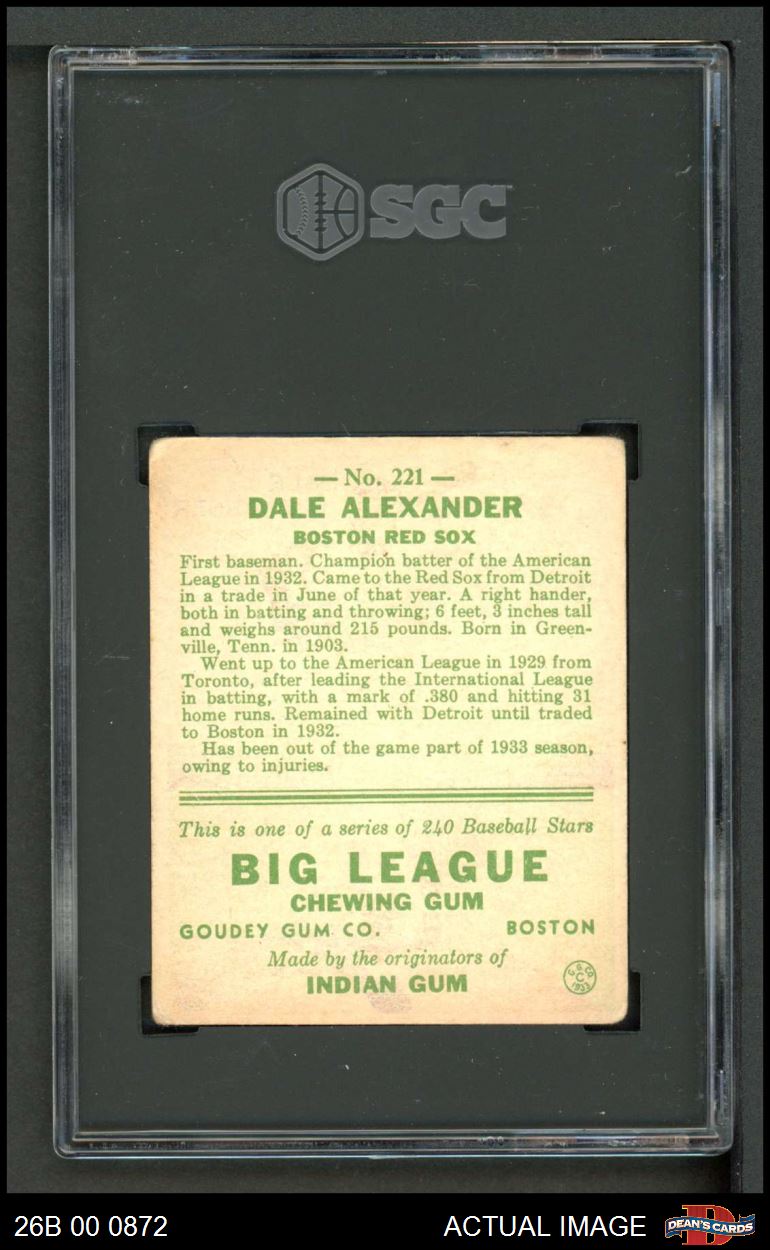 SGC
— No. 221 —
DALE ALEXANDER
BOSTON RED SOX
First baseman. Champion batter of the American
League in 1932. Came to the Red Sox from Detroit
in a trade in June of that year. A right hander,
both in batting and throwing; 6 feet, 3 inches tall
and weighs around 215 pounds. Born in Green-
ville, Tenn. in 1903.
Went up to the American League in 1929 from
Toronto, after leading the International League
in batting, with a mark of .380 and hitting 31
home runs. Remained with Detroit until traded
to Boston in 1932.
Has been out of the game part of 1933 season,
owing to injuries.
This is one of a series of 240 Baseball Stars
BIG LEAGUE
CHEWING GUM
GOUDEY GUM CO. BOSTON
Made by the originators of
INDIAN GUM
G. G. CO.
C
1933
26B 00 0872 ACTUAL IMAGE DEAN'S CARDS